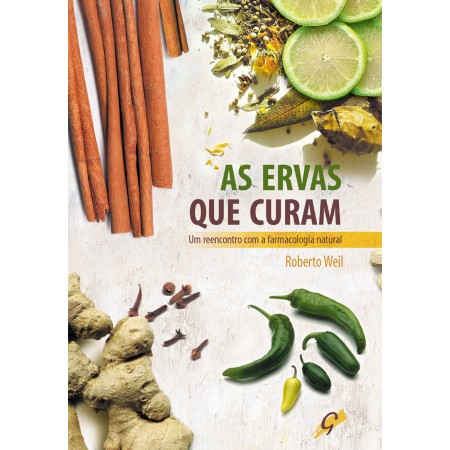 AS ERVAS
QUE CURAM
Um reencontro com a farmacologia natural
Roberto Weil